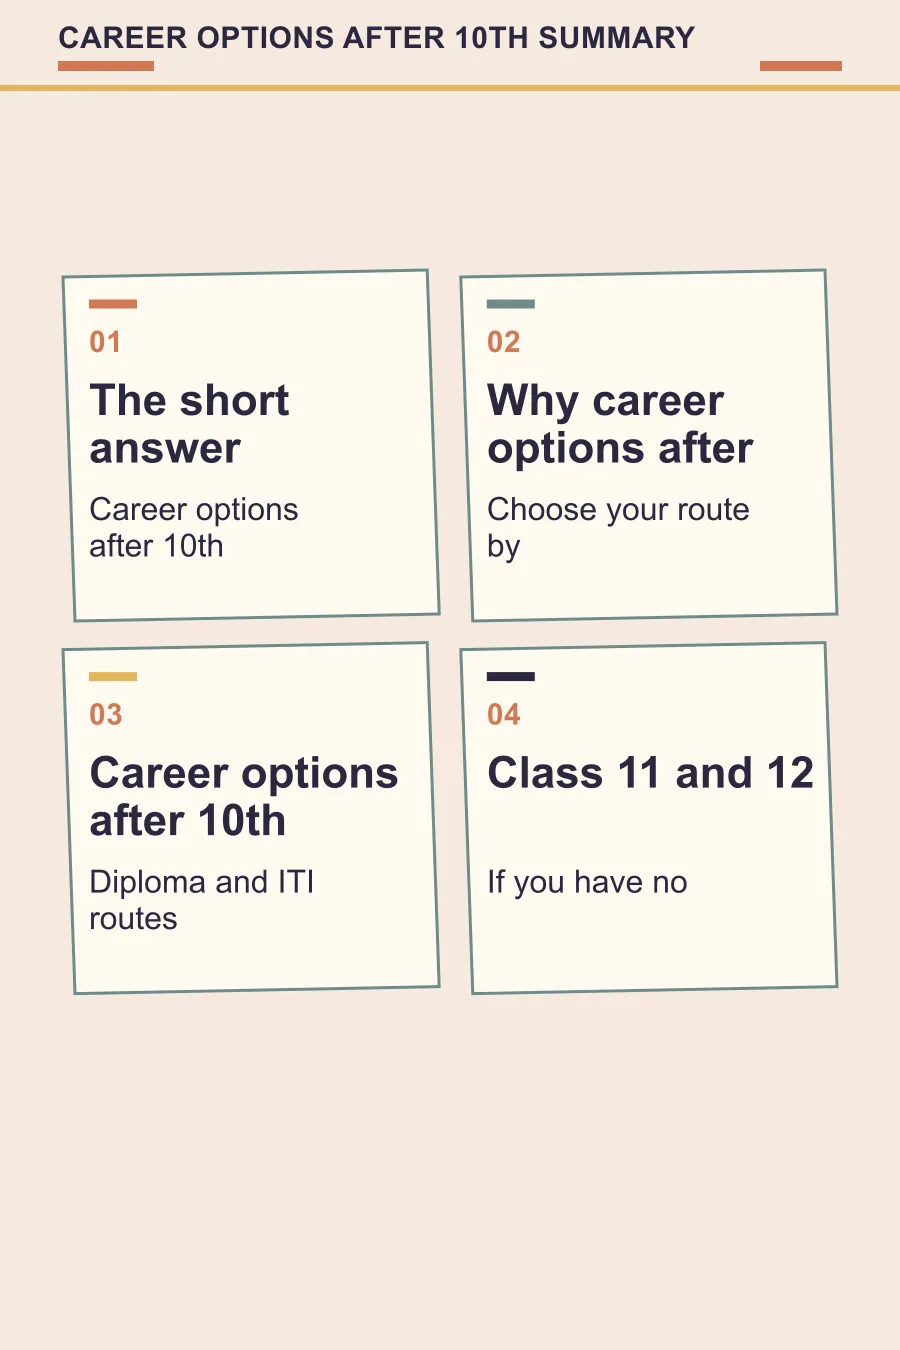 CAREER OPTIONS AFTER 10TH SUMMARY
01
The short
answer
Career options
after 10th
02
Why career
options after
Choose your route
by
03
Career options
after 10th
Diploma and ITI
routes
04
Class 11 and 12
If you have no